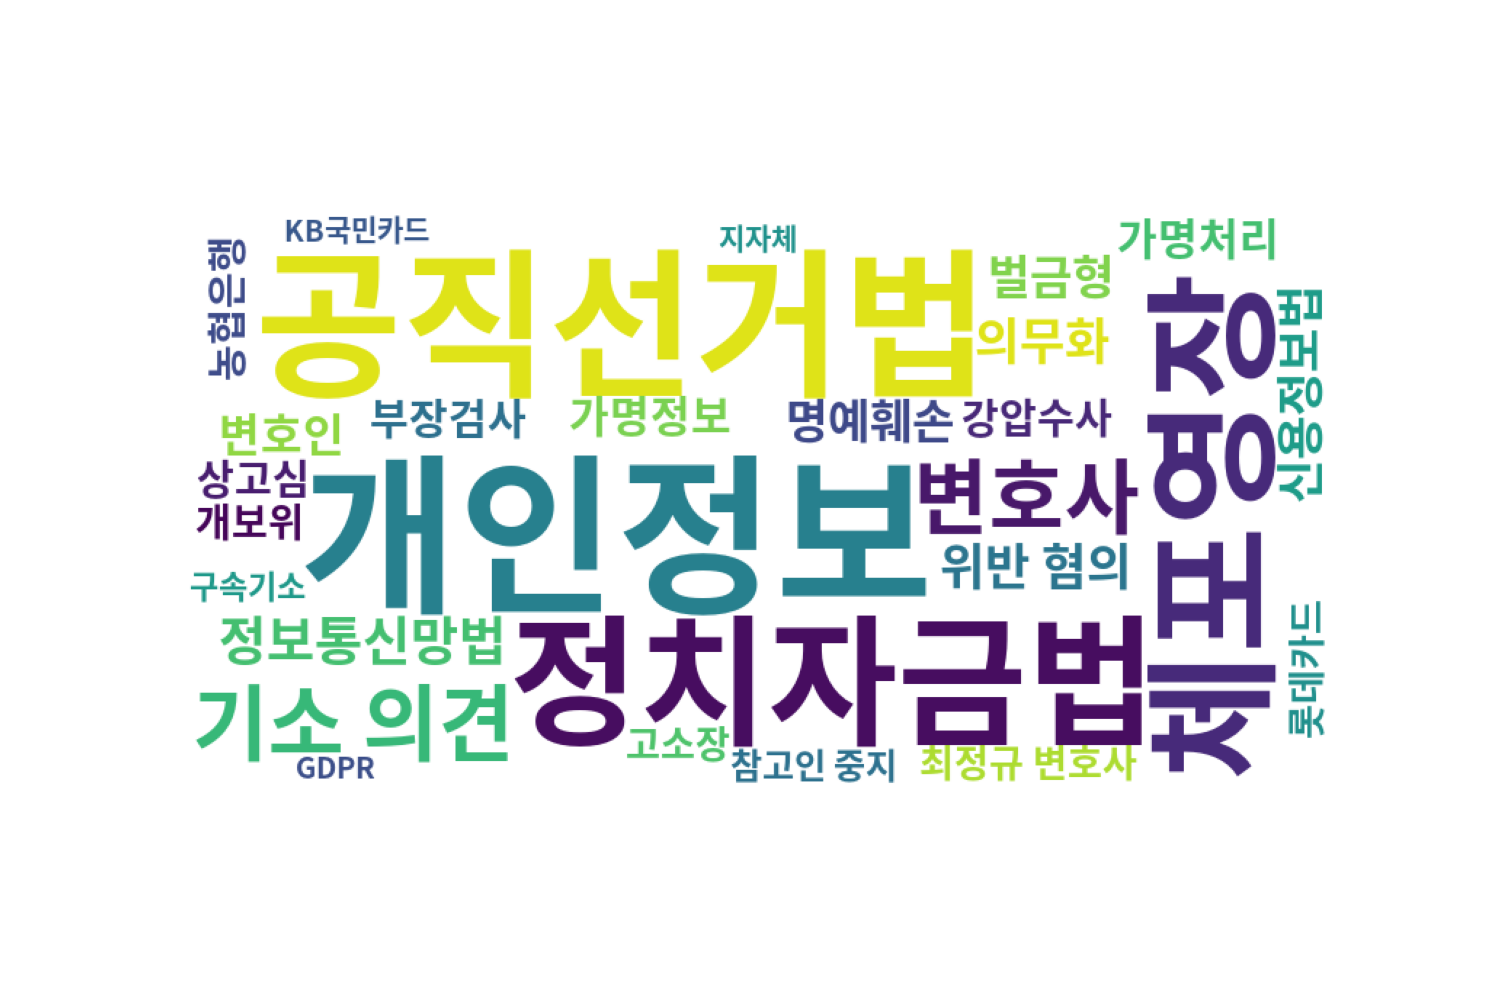 KB국민카드
지자체
가명처리
농협은행
공직선거법
벌금형
의무화
체포영장
신용정보법
변호인
부장검사
가명정보
명예훼손
강압수사
상고심
개보위
개인정보
변호사
위반 혐의
구속기소
정보통신망법
정치자금법
롯데카드
기소 의견
고소장
참고인 중지
최정규 변호사
GDPR